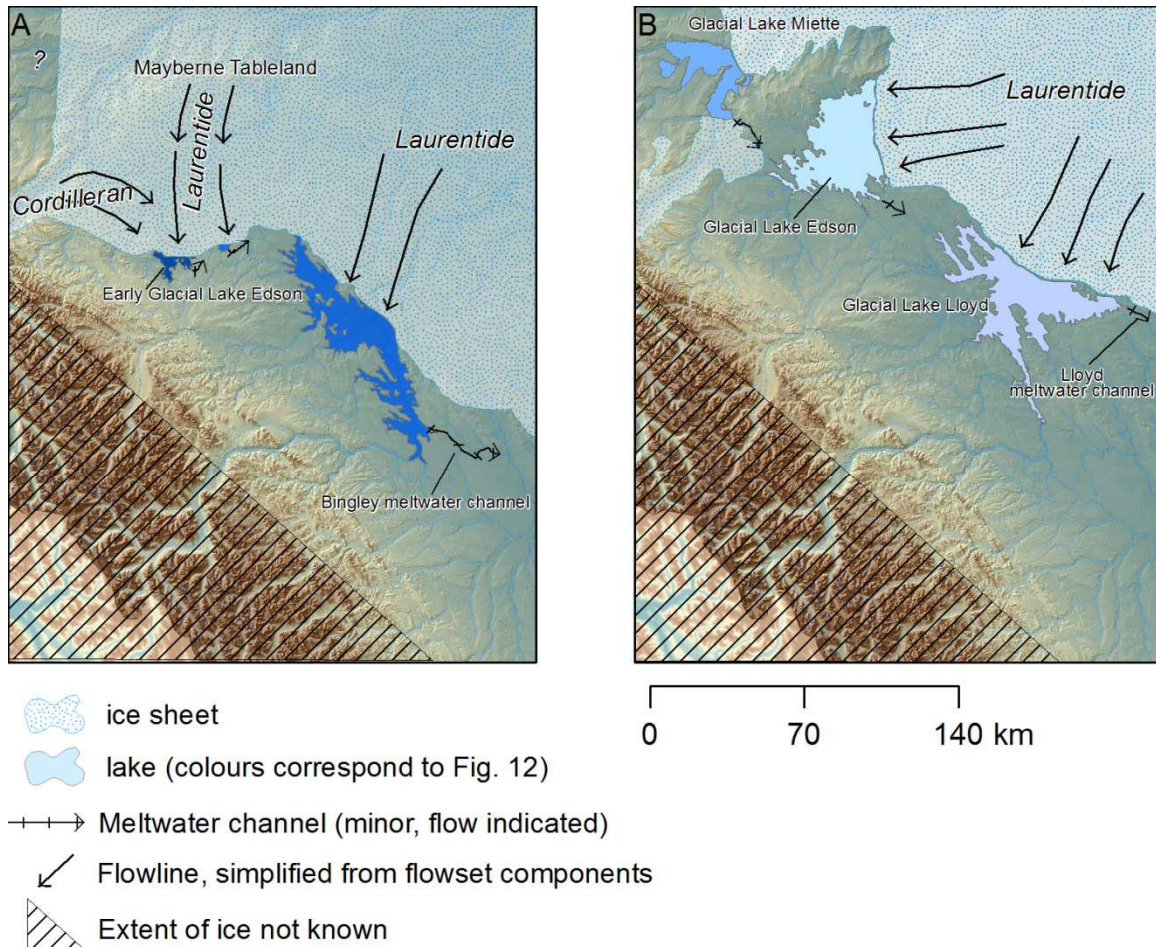 A
?
Mayberne Tableland
Laurentide
Laurentide
Cordilleran
Early Glacial Lake Edson
Bingley meltwater channel
B
Glacial Lake Miette
Laurentide
Glacial Lake Edson
Glacial Lake Lloyd
Lloyd
meltwater channel
ice sheet
lake (colours correspond to Fig. 12)
Meltwater channel (minor, flow indicated)
Flowline, simplified from flowset components
Extent of ice not known
0 70 140 km